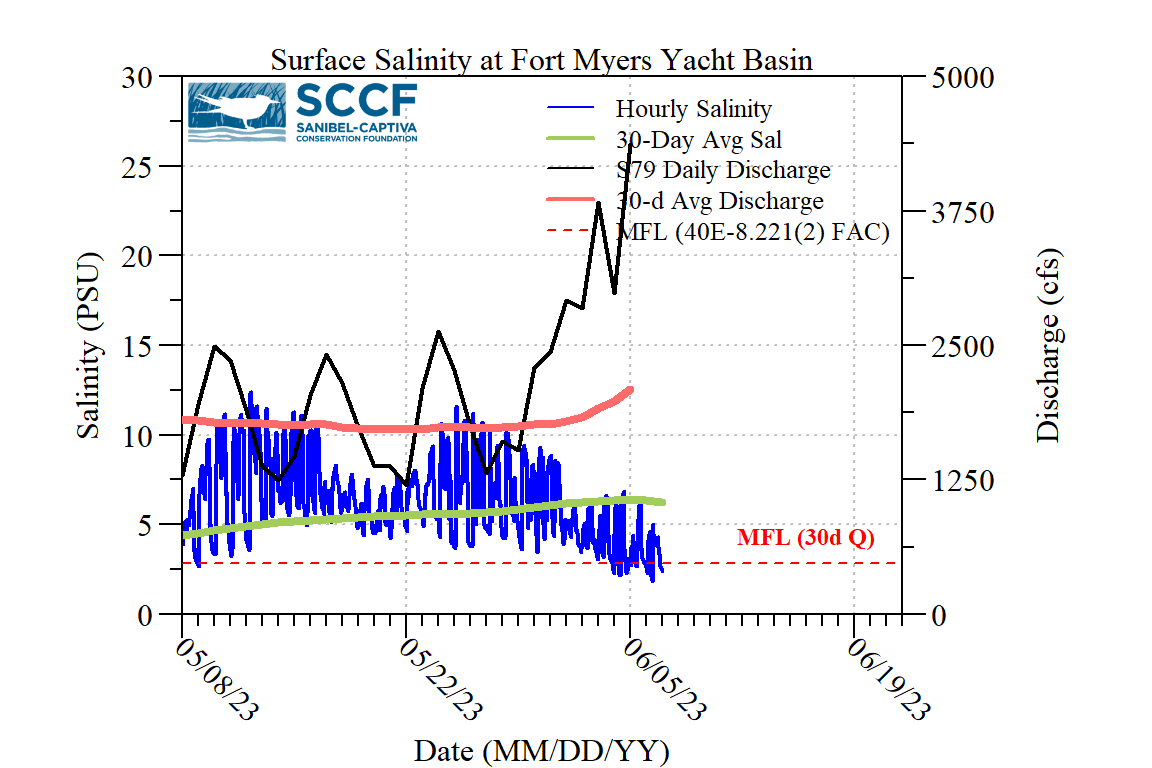 Surface Salinity at Fort Myers Yacht Basin
SCCF
SANIBEL-CAPTIVA
CONSERVATION FOUNDATION
Hourly Salinity
30-Day Avg Sal
S79 Daily Discharge
30-d Avg Discharge
MFL (40E-8.221(2) FAC)
30
25
20
15
10
5
0
Salinity (PSU)
5000
3750
2500
1250
0
Discharge (cfs)
MFL (30d Q)
05/08/23
05/22/23
06/05/23
06/19/23
Date (MM/DD/YY)